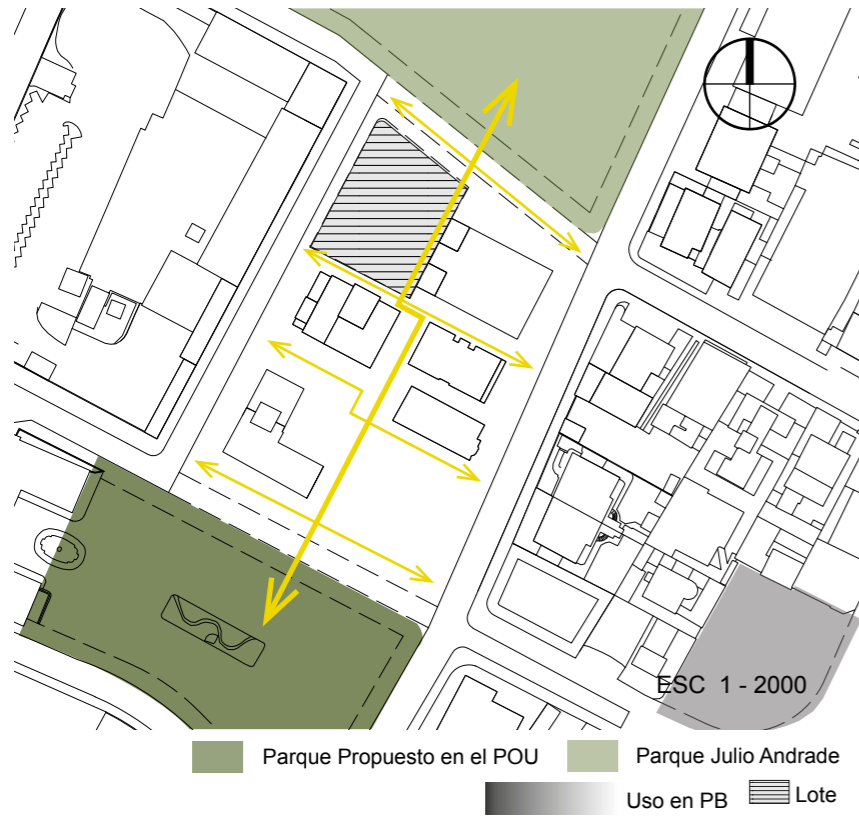 ESC 1 - 2000
Parque Propuesto en el POU
Parque Julio Andrade
Uso en PB
Lote